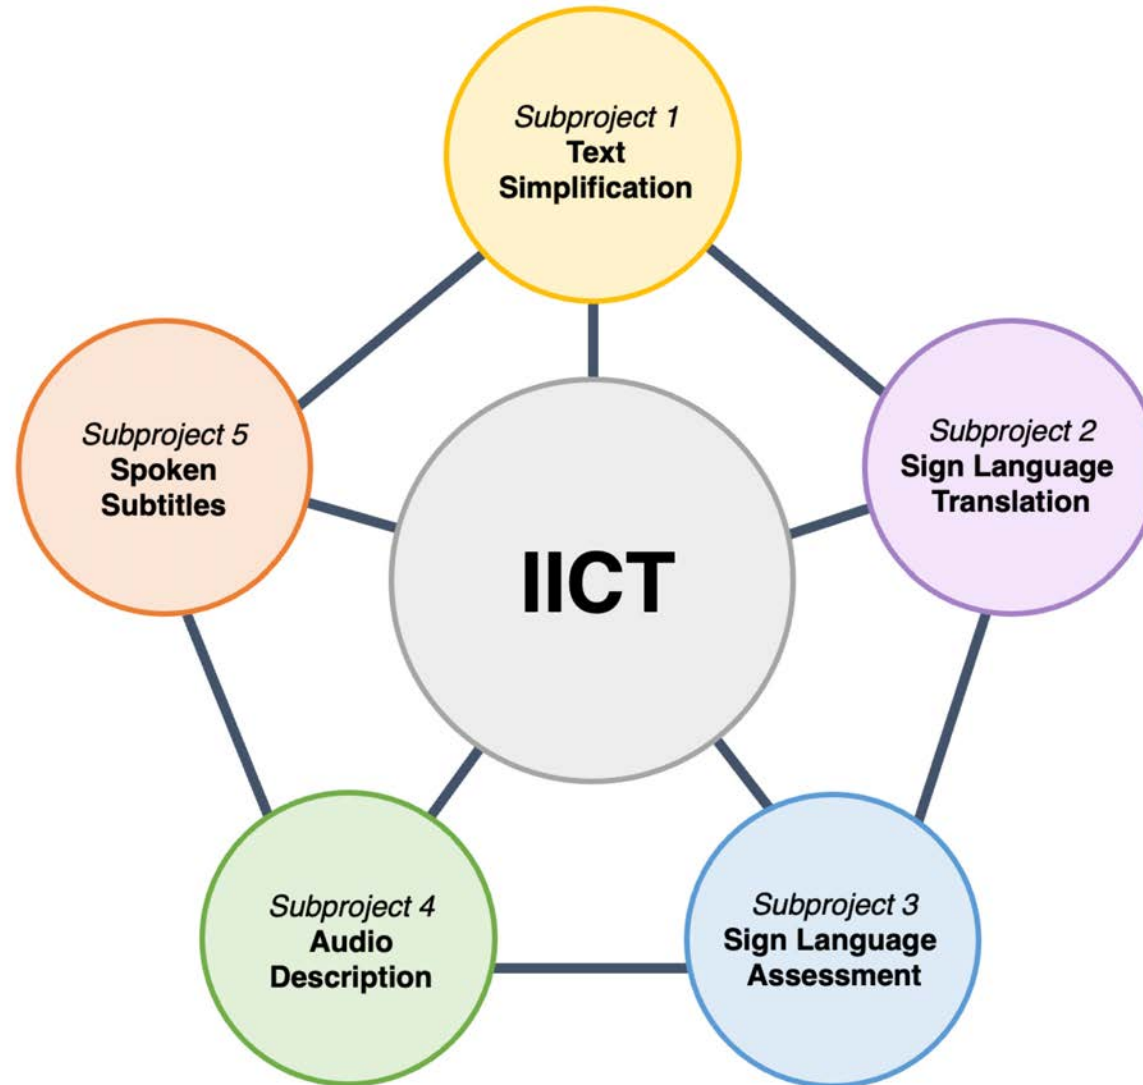 Subproject 1
Text
Simplification
Subproject 5
Spoken
Subtitles
Subproject 2
Sign Language
Translation
IICT
Subproject 4
Audio
Description
Subproject 3
Sign Language
Assessment